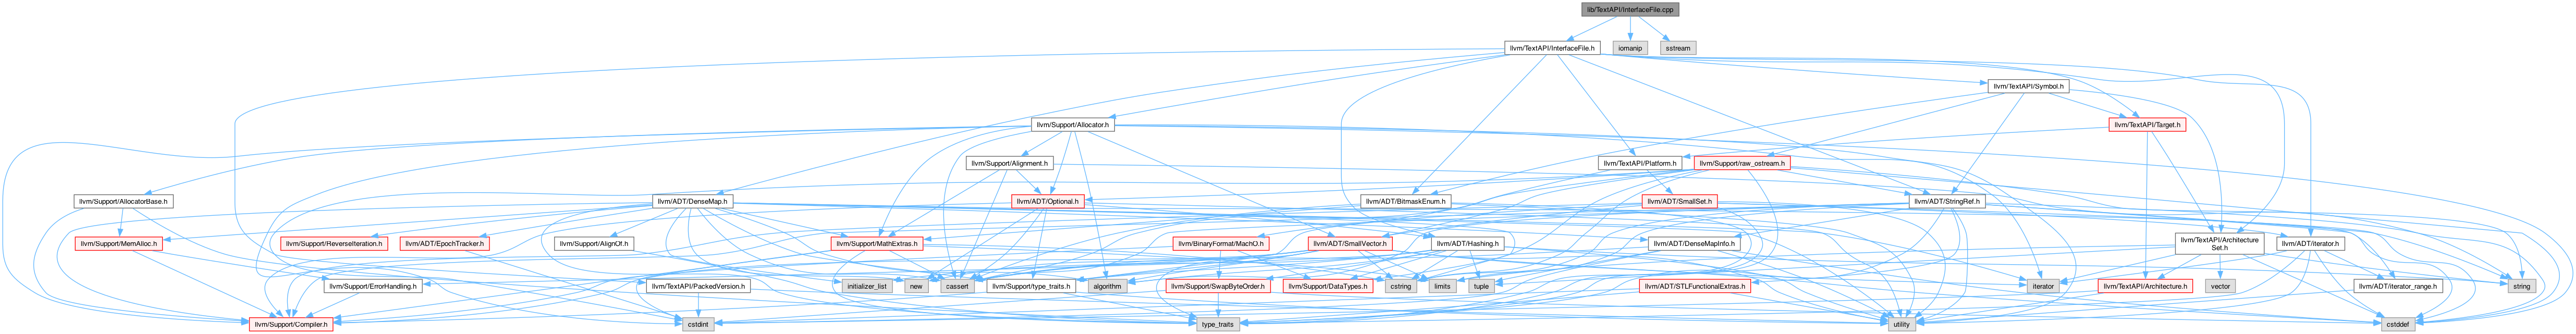 lib/TextAPI/InterfaceFile.cpp
llvm/TextAPI/InterfaceFile.h
iomanip
sstream
llvm/TextAPI/Symbol.h
llvm/Support/Allocator.h
llvm/TextAPI/Target.h
llvm/Support/Alignment.h
llvm/TextAPI/Platform.h
llvm/Support/raw_ostream.h
llvm/Support/AllocatorBase.h
llvm/ADT/DenseMap.h
llvm/ADT/Optional.h
llvm/ADT/BitmaskEnum.h
llvm/ADT/SmallSet.h
llvm/ADT/StringRef.h
llvm/Support/MemAlloc.h
llvm/Support/ReverseIteration.h
llvm/ADT/EpochTracker.h
llvm/Support/AlignOf.h
llvm/Support/MathExtras.h
llvm/BinaryFormat/MachO.h
llvm/ADT/SmallVector.h
llvm/ADT/Hashing.h
llvm/ADT/DenseMapInfo.h
llvm/TextAPI/Architecture
Set.h
llvm/ADT/iterator.h
llvm/Support/ErrorHandling.h
llvm/TextAPI/PackedVersion.h
initializer_list
new
cassert
llvm/Support/type_traits.h
algorithm
llvm/Support/SwapByteOrder.h
llvm/Support/DataTypes.h
cstring
limits
tuple
llvm/ADT/STLFunctionalExtras.h
iterator
llvm/TextAPI/Architecture.h
vector
llvm/ADT/iterator_range.h
string
llvm/Support/Compiler.h
cstdint
type_traits
utility
cstddef